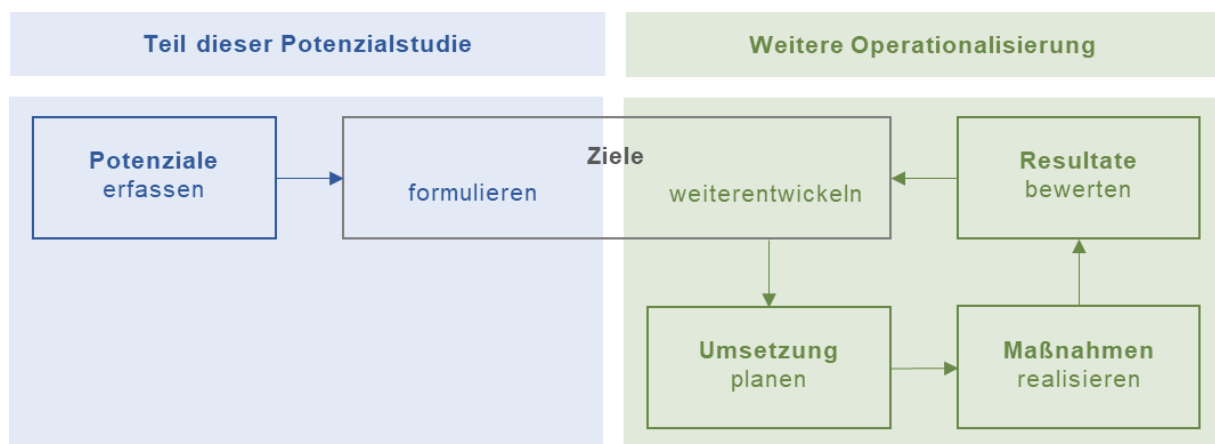 Teil dieser Potenzialstudie
Weitere Operationalisierung
Potenziale
erfassen
Ziele
formulieren
weiterentwickeln
Resultate
bewerten
Umsetzung
planen
Maßnahmen
realisieren